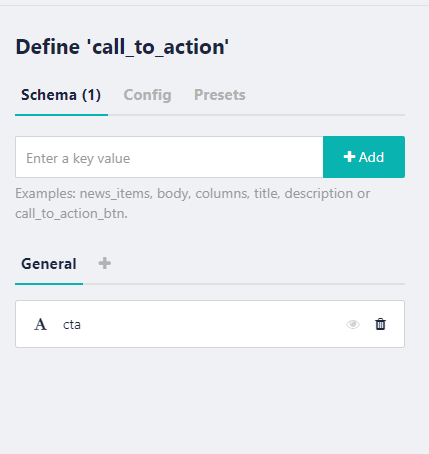 Define 'call_to_action'
Schema (1) Config Presets
Enter a key value + Add
Examples: news_items, body, columns, title, description or
call_to_action_btn.
General +
A cta